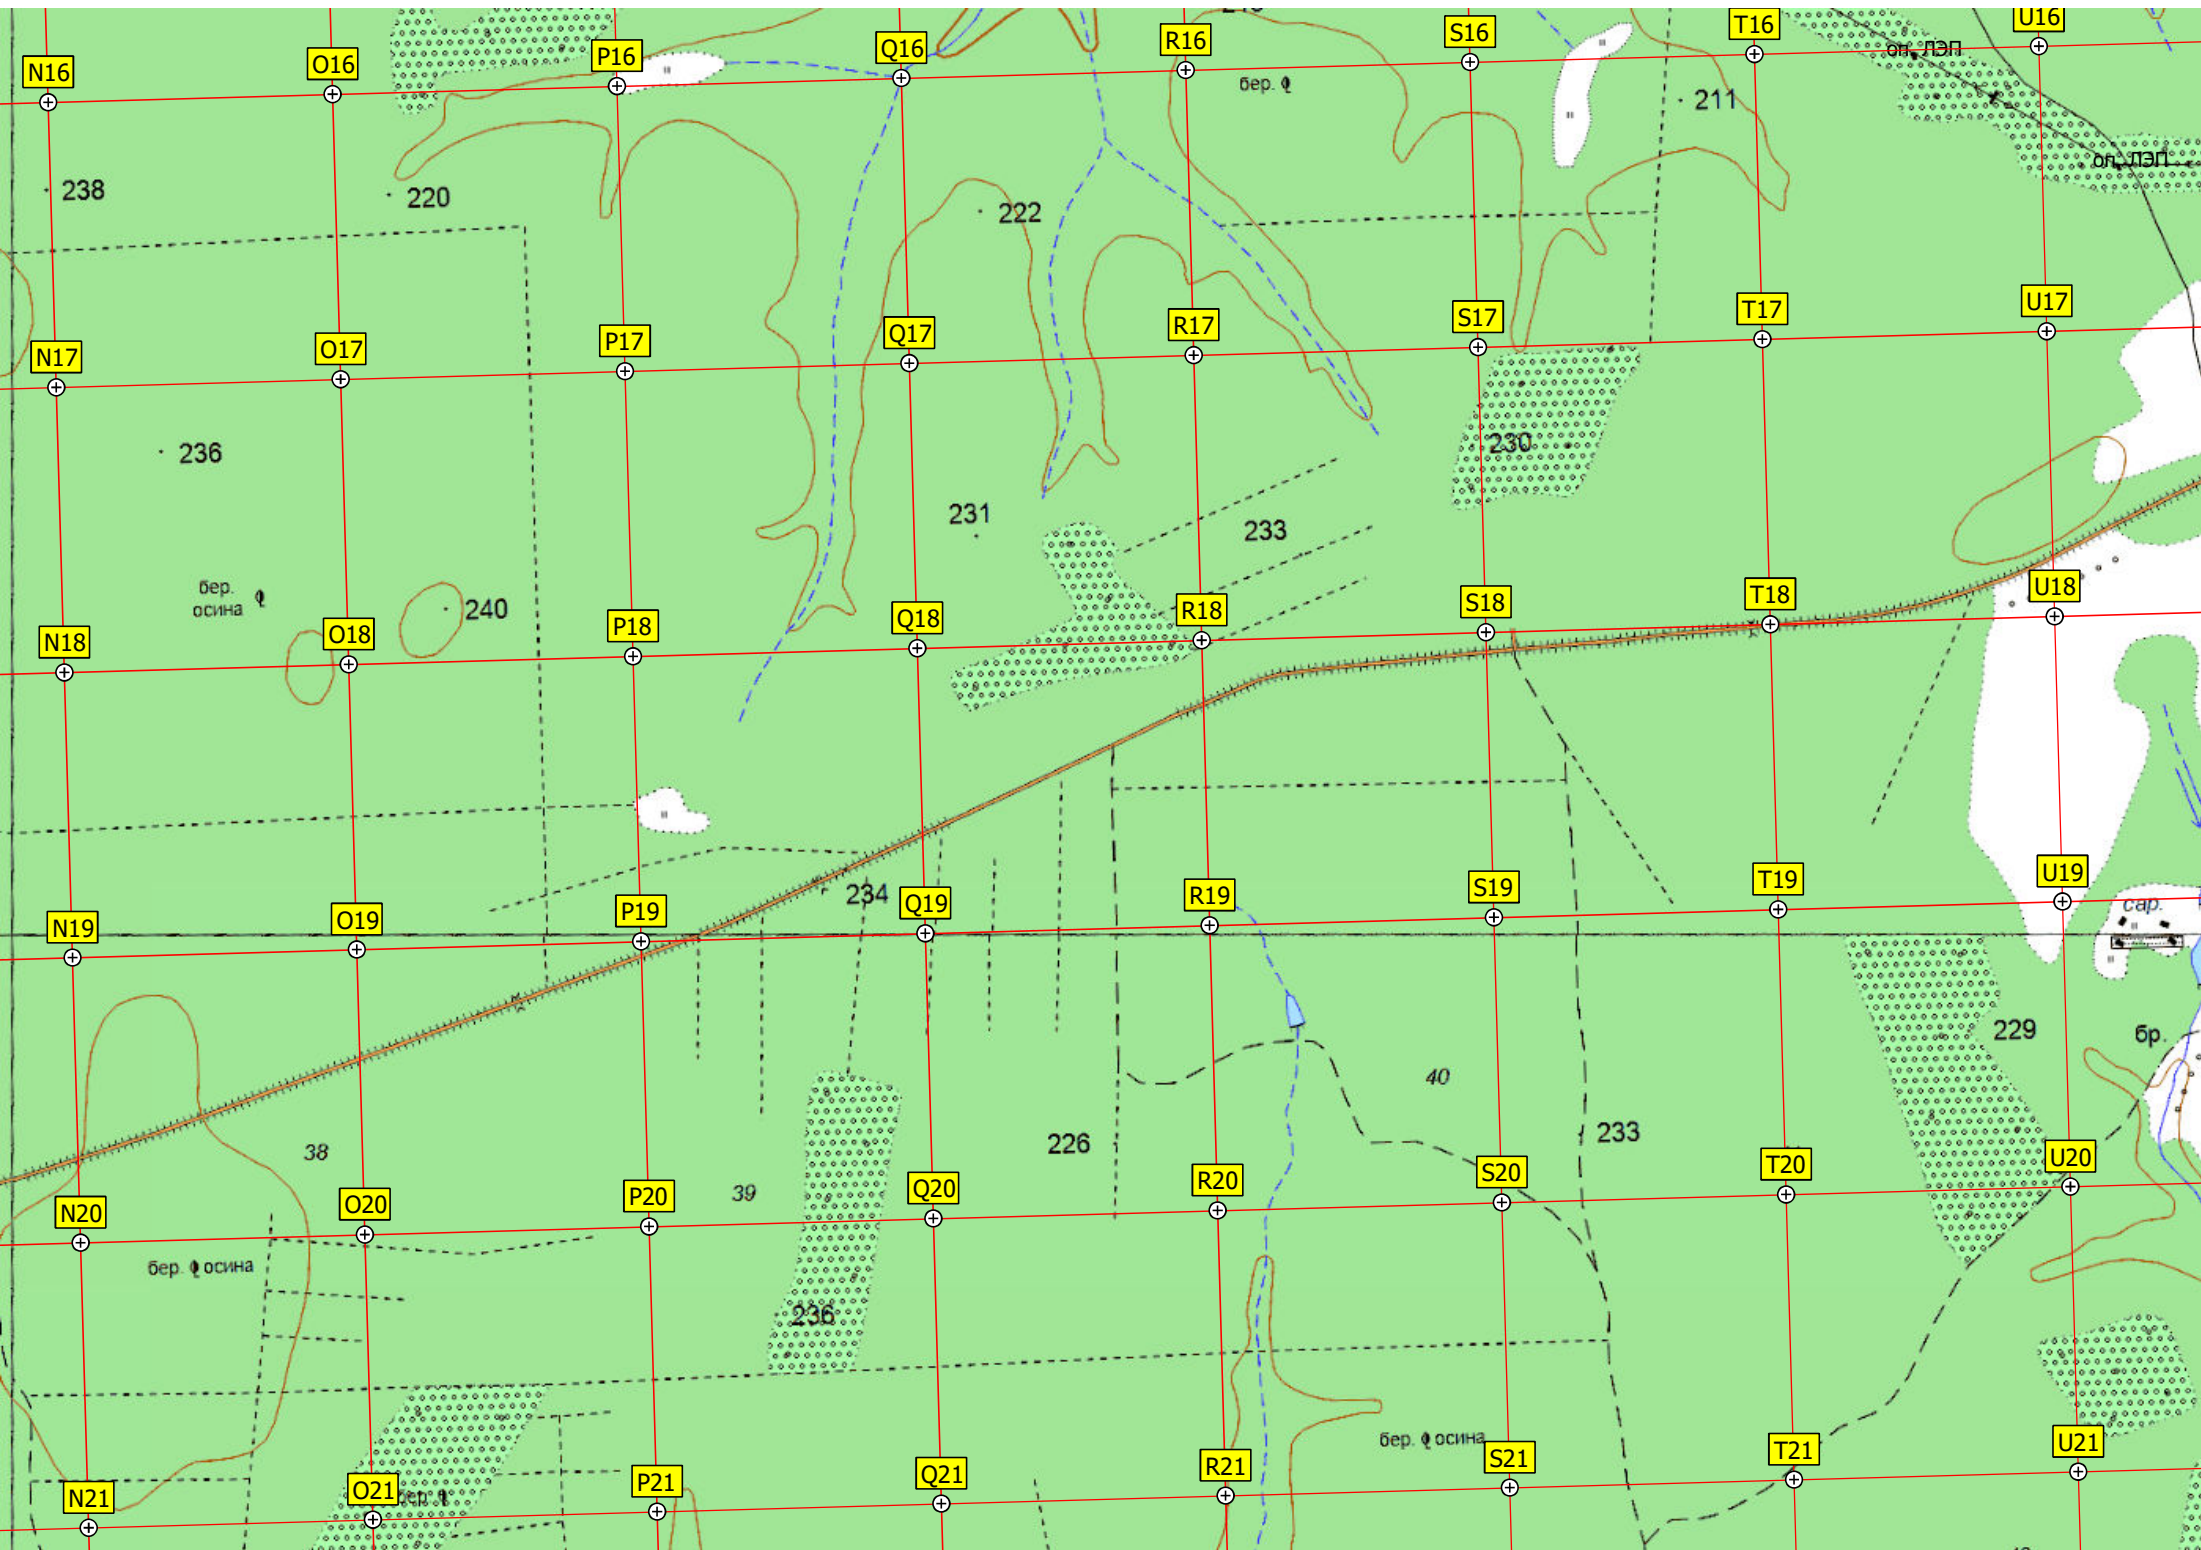 N16
O16
P16
Q16
R16
S16
T16
U16
бер.
оп. ЛЭП
211
оп. ЛЭП
238
220
222
N17
O17
P17
Q17
R17
S17
T17
U17
236
230
231
233
бер.
осина
240
N18
O18
P18
Q18
R18
S18
T18
U18
234
N19
O19
P19
Q19
R19
S19
T19
U19
сар.
229
бр.
40
38
226
233
39
N20
O20
P20
Q20
R20
S20
T20
U20
бер. осина
236
бер. осина
N21
O21
P21
Q21
R21
S21
T21
U21